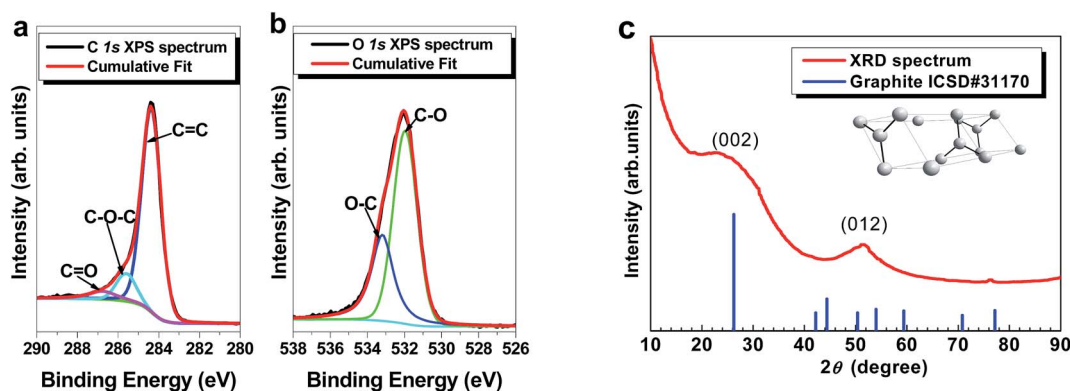 a
C 1s XPS spectrum
Cumulative Fit
C=C
C-O-C
C=O
Intensity (arb. units)
290 288 286 284 282 280
Binding Energy (eV)
b
O 1s XPS spectrum
Cumulative Fit
C-O
O-C
Intensity (arb. units)
538 536 534 532 530 528 526
Binding Energy (eV)
c
XRD spectrum
Graphite ICSD#31170
(002)
(012)
Intensity (arb.units)
10 20 30 40 50 60 70 80 90
2θ (degree)